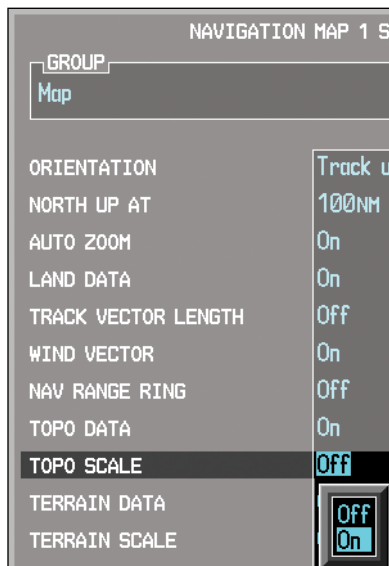 NAVIGATION MAP 1 S
GROUP
Map
ORIENTATION Track u
NORTH UP AT 100NM
AUTO ZOOM On
LAND DATA On
TRACK VECTOR LENGTH Off
WIND VECTOR On
NAV RANGE RING Off
TOPO DATA On
TOPO SCALE Off
TERRAIN DATA
Off
TERRAIN SCALE
On